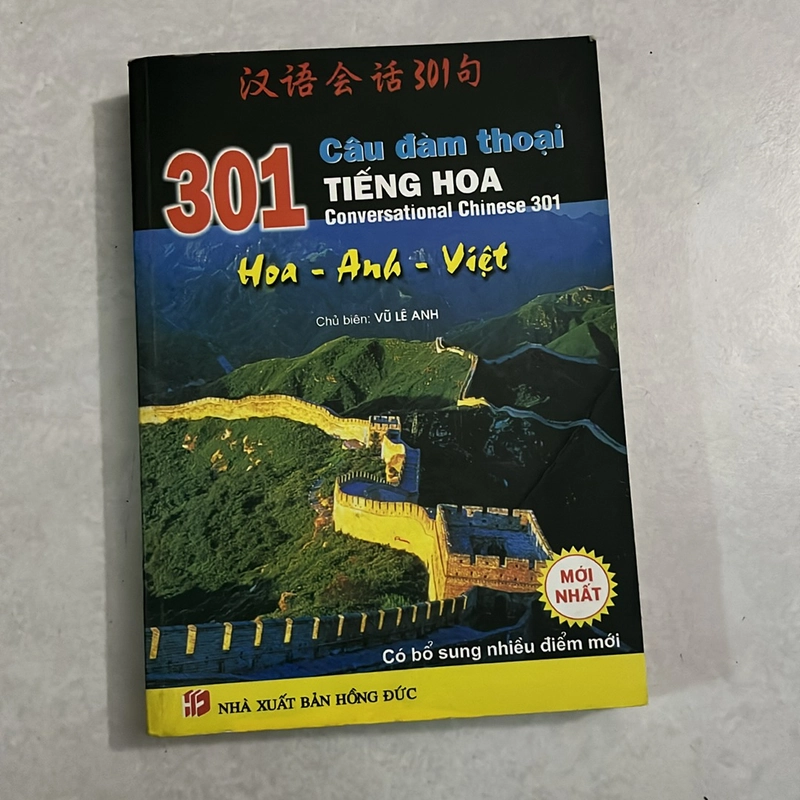 汉语会话301句
301
Câu đàm thoại
TIẾNG HOA
Conversational Chinese 301
Hoa - Anh - Việt
Chủ biên: VŨ LÊ ANH
MỚI
NHẤT
Có bổ sung nhiều điểm mới
NHÀ XUẤT BẢN HỒNG ĐỨC